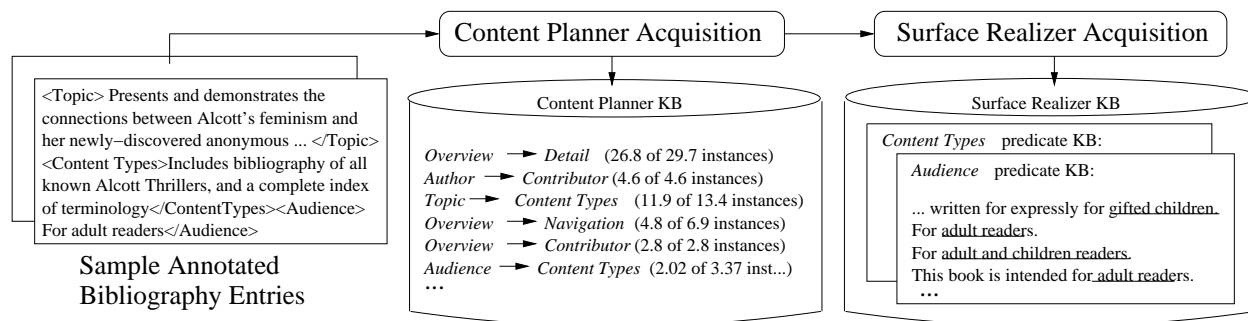 Content Planner Acquisition
Surface Realizer Acquisition
<Topic> Presents and demonstrates the
connections between Alcott's feminism and
her newly–discovered anonymous ... </Topic>
<Content Types>Includes bibliography of all
known Alcott Thrillers, and a complete index
of terminology</ContentTypes><Audience>
For adult readers</Audience>
Sample Annotated
Bibliography Entries
Content Planner KB
Overview → Detail (26.8 of 29.7 instances)
Author → Contributor (4.6 of 4.6 instances)
Topic → Content Types (11.9 of 13.4 instances)
Overview → Navigation (4.8 of 6.9 instances)
Overview → Contributor (2.8 of 2.8 instances)
Audience → Content Types (2.02 of 3.37 inst...)
...
Surface Realizer KB
Content Types predicate KB:
Audience predicate KB:
... written for expressly for gifted children.
For adult readers.
For adult and children readers.
This book is intended for adult readers.
...